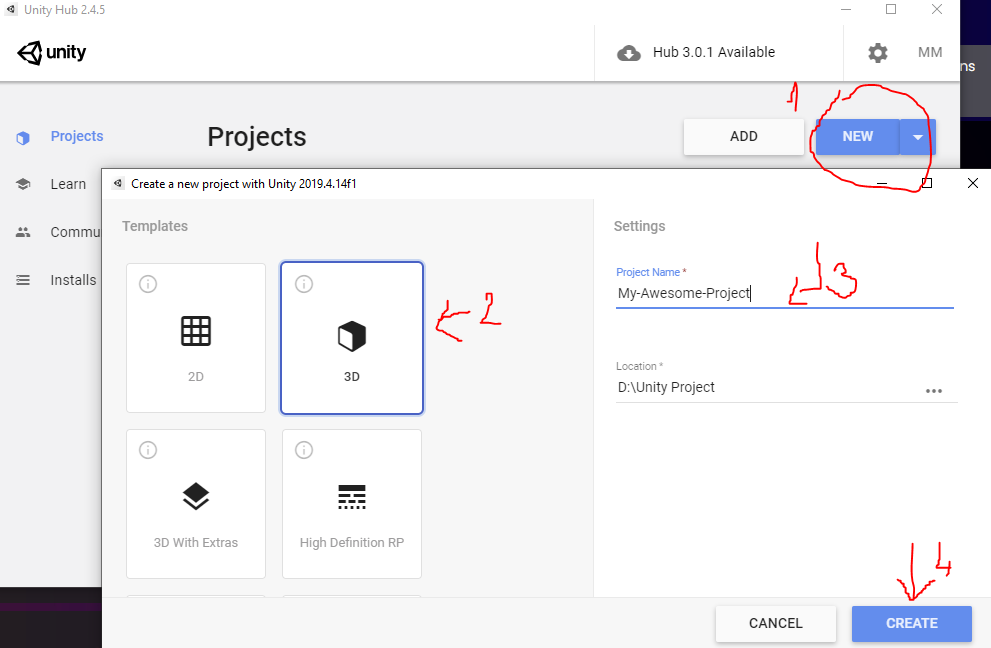 Unity Hub 2.4.5
unity
Hub 3.0.1 Available
MM
ns
1
Projects
Projects
ADD
NEW
Learn
Commu
Installs
Create a new project with Unity 2019.4.14f1
Templates
Settings
2D
3D
2
Project Name *
My-Awesome-Project
3
Location *
D:\Unity Project
•••
3D With Extras
High Definition RP
4
CANCEL
CREATE